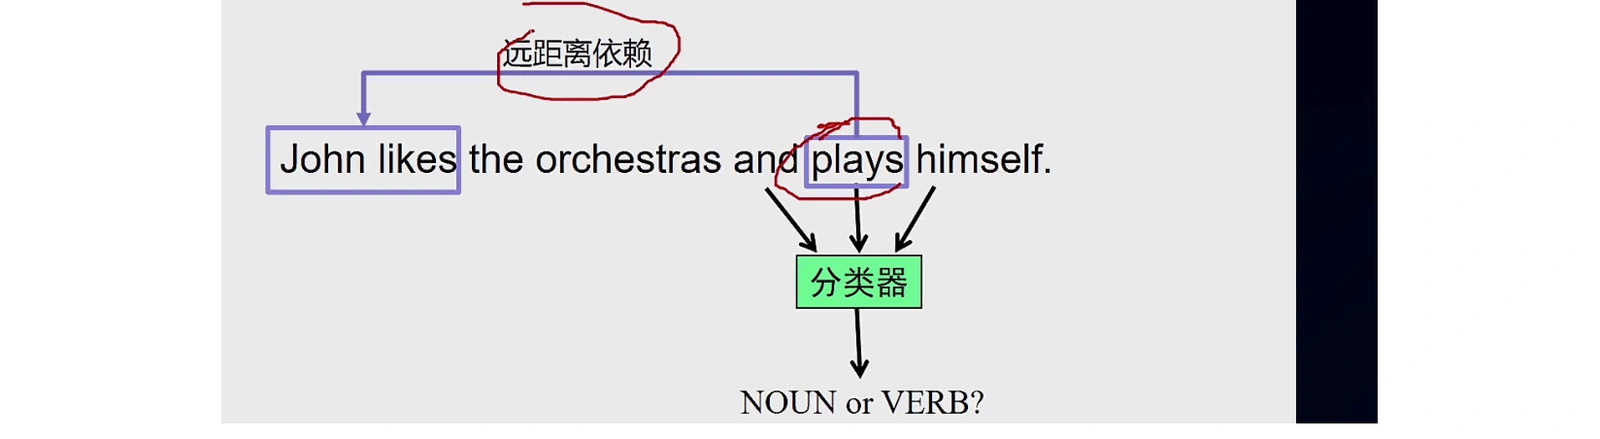 远距离依赖
John likes the orchestras and plays himself.
分类器
NOUN or VERB?